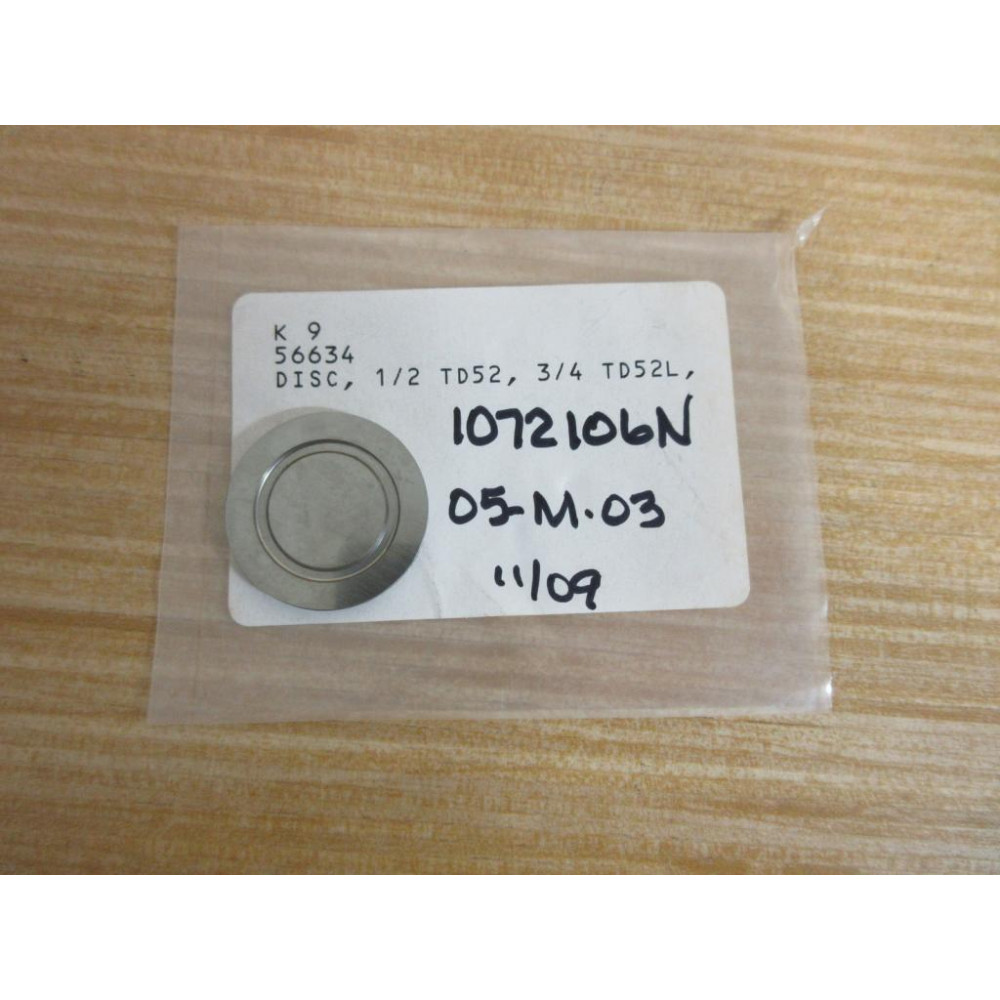 K 9
56634
DISC, 1/2 TD52, 3/4 TD52L,
1072106N
05-M.03
11/09